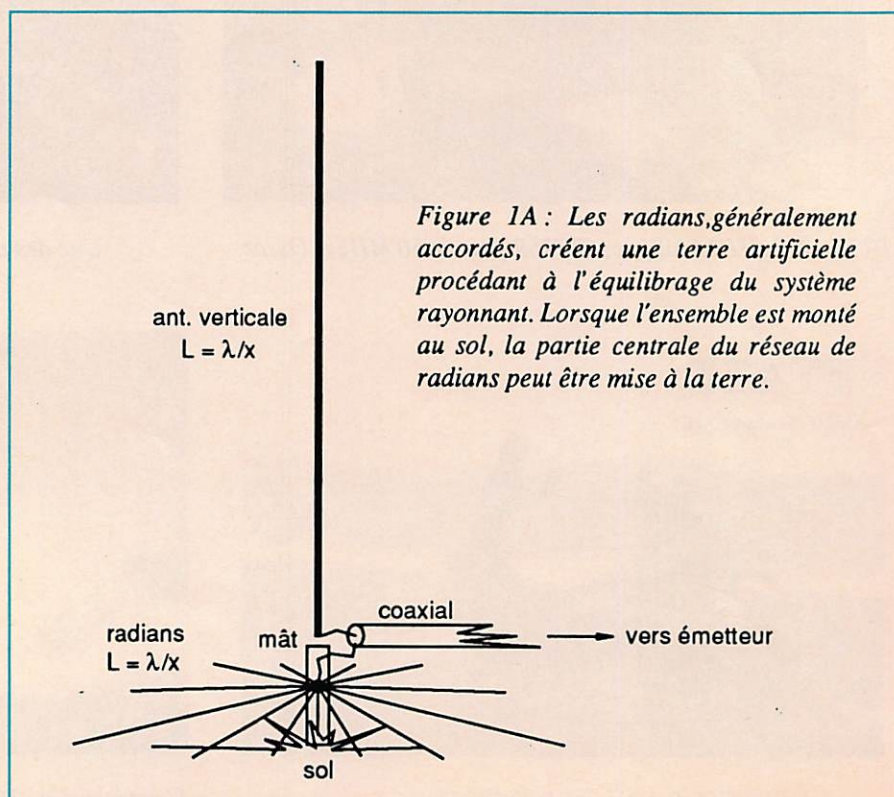 Figure 1A : Les radians,généralement
accordés, créent une terre artificielle
procédant à l'équilibrage du système
rayonnant. Lorsque l'ensemble est monté
au sol, la partie centrale du réseau de
radians peut être mise à la terre.
ant. verticale
L = λ/x
coaxial
radians
L = λ/x
mât
vers émetteur
sol